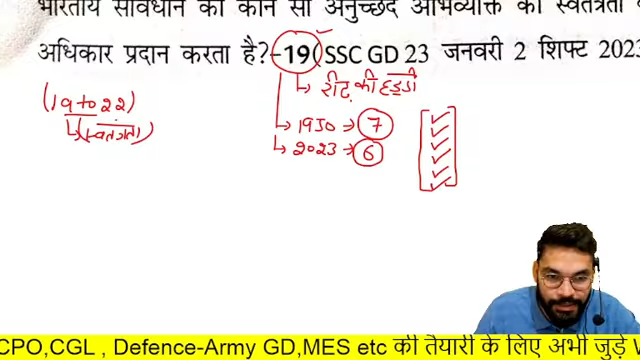 भारतीय संविधान का कौन सा अनुच्छेद अभिव्यक्ति की स्वतंत्रता
अधिकार प्रदान करता है?-19(SSC GD 23 जनवरी 2 शिफ्ट 2023
रीढ़ की हड्डी
(19 to 22)
(स्वतंत्रता)
1950 → 7
2023 → 6
CPO,CGL , Defence-Army GD,MES etc की तैयारी के लिए अभी जुड़ें